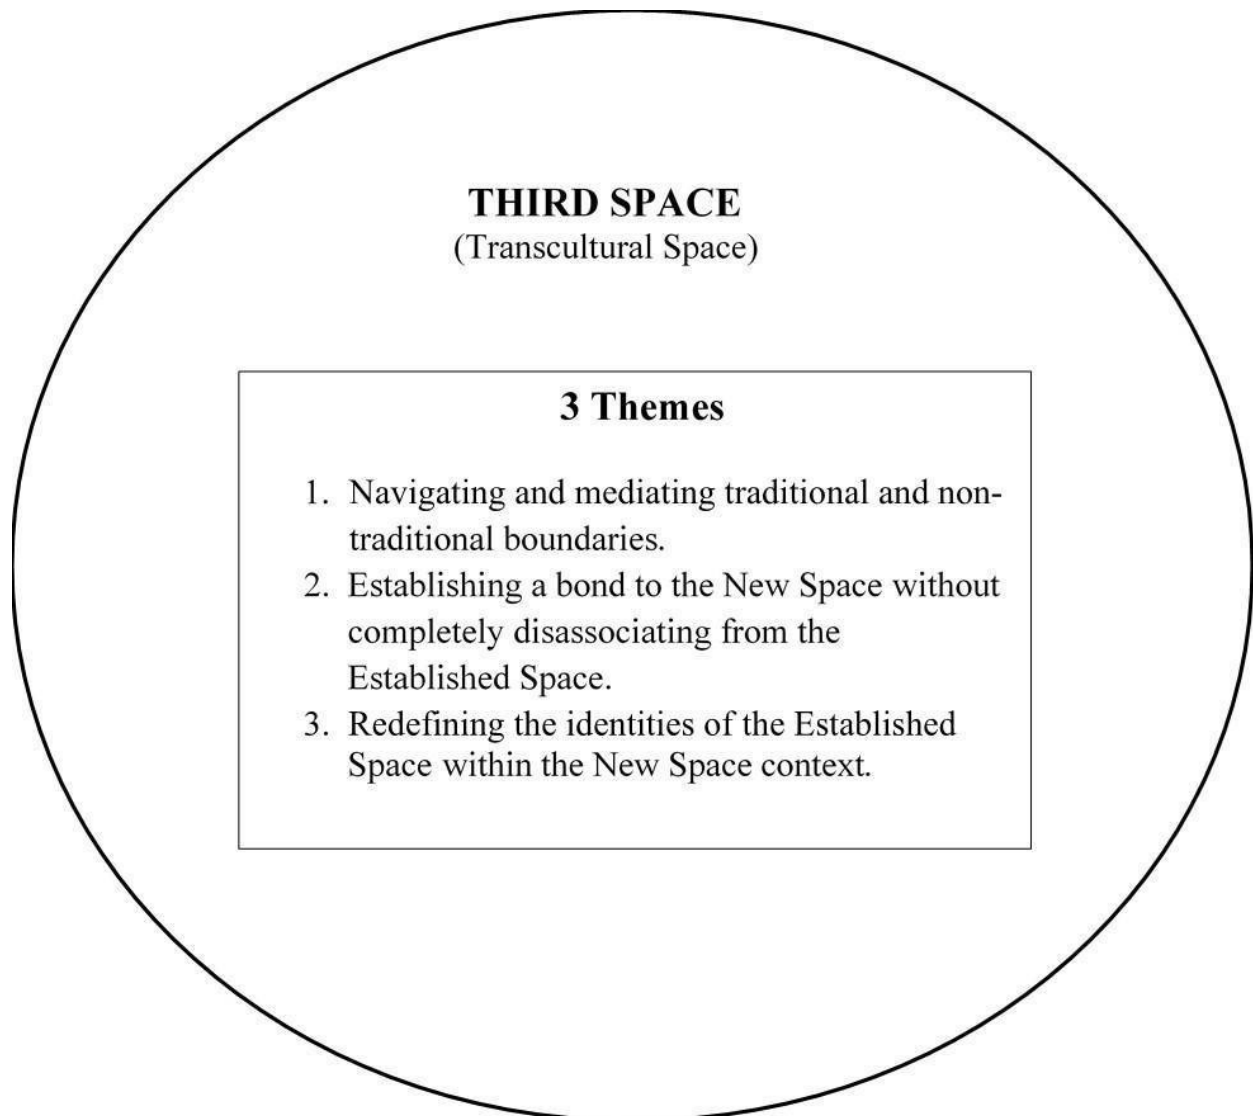 THIRD SPACE
(Transcultural Space)
3 Themes
1. Navigating and mediating traditional and non-
traditional boundaries.
2. Establishing a bond to the New Space without
completely disassociating from the
Established Space.
3. Redefining the identities of the Established
Space within the New Space context.